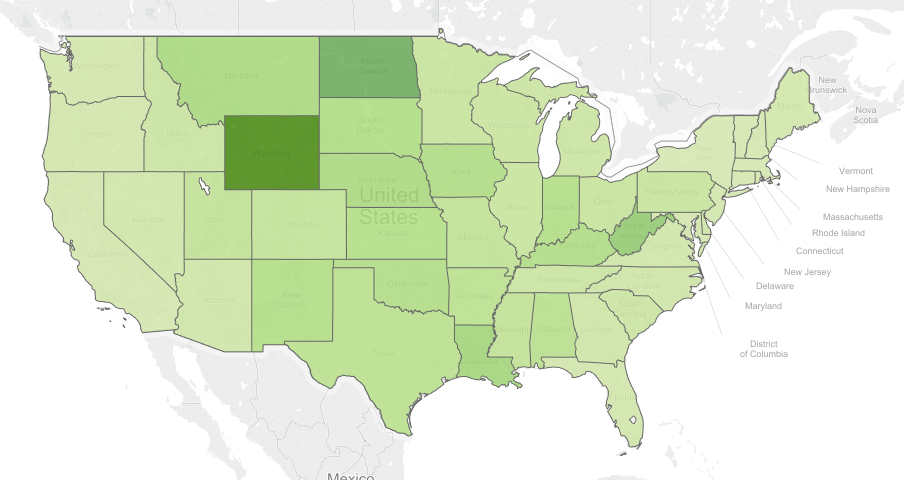 Washington
Montana
North
Dakota
Minnesota
Maine
New
Brunswick
Nova
Scotia
Oregon
Idaho
Wyoming
South
Dakota
Wisconsin
Michigan
New
York
Vermont
New Hampshire
Massachusetts
Rhode Island
Connecticut
New Jersey
Delaware
Maryland
District
of Columbia
Nebraska
Iowa
Pennsylvania
Nevada
Utah
Colorado
United
States
Kansas
Missouri
Illinois
Indiana
Ohio
West
Virginia
Virginia
Kentucky
California
Arizona
New
Mexico
Oklahoma
Arkansas
Tennessee
North
Carolina
South
Carolina
Texas
Alabama
Georgia
Florida
Mexico